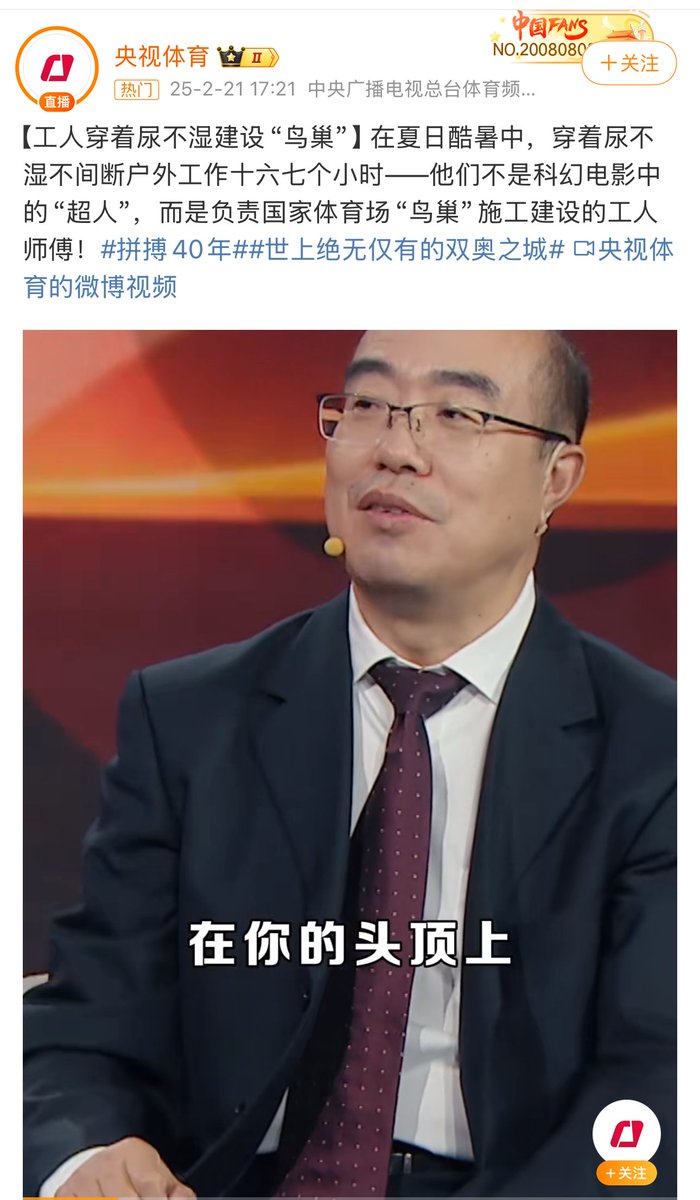 中国FANS
央视体育 II
NO.2008080
+关注
直播
热门 25-2-21 17:21 中央广播电视总台体育频...
【工人穿着尿不湿建设“鸟巢”】在夏日酷暑中，穿着尿不
湿不间断户外工作十六七个小时——他们不是科幻电影中
的“超人”，而是负责国家体育场“鸟巢”施工建设的工人
师傅！#拼搏40年##世上绝无仅有的双奥之城# 央视体
育的微博视频
在你的头顶上
+关注